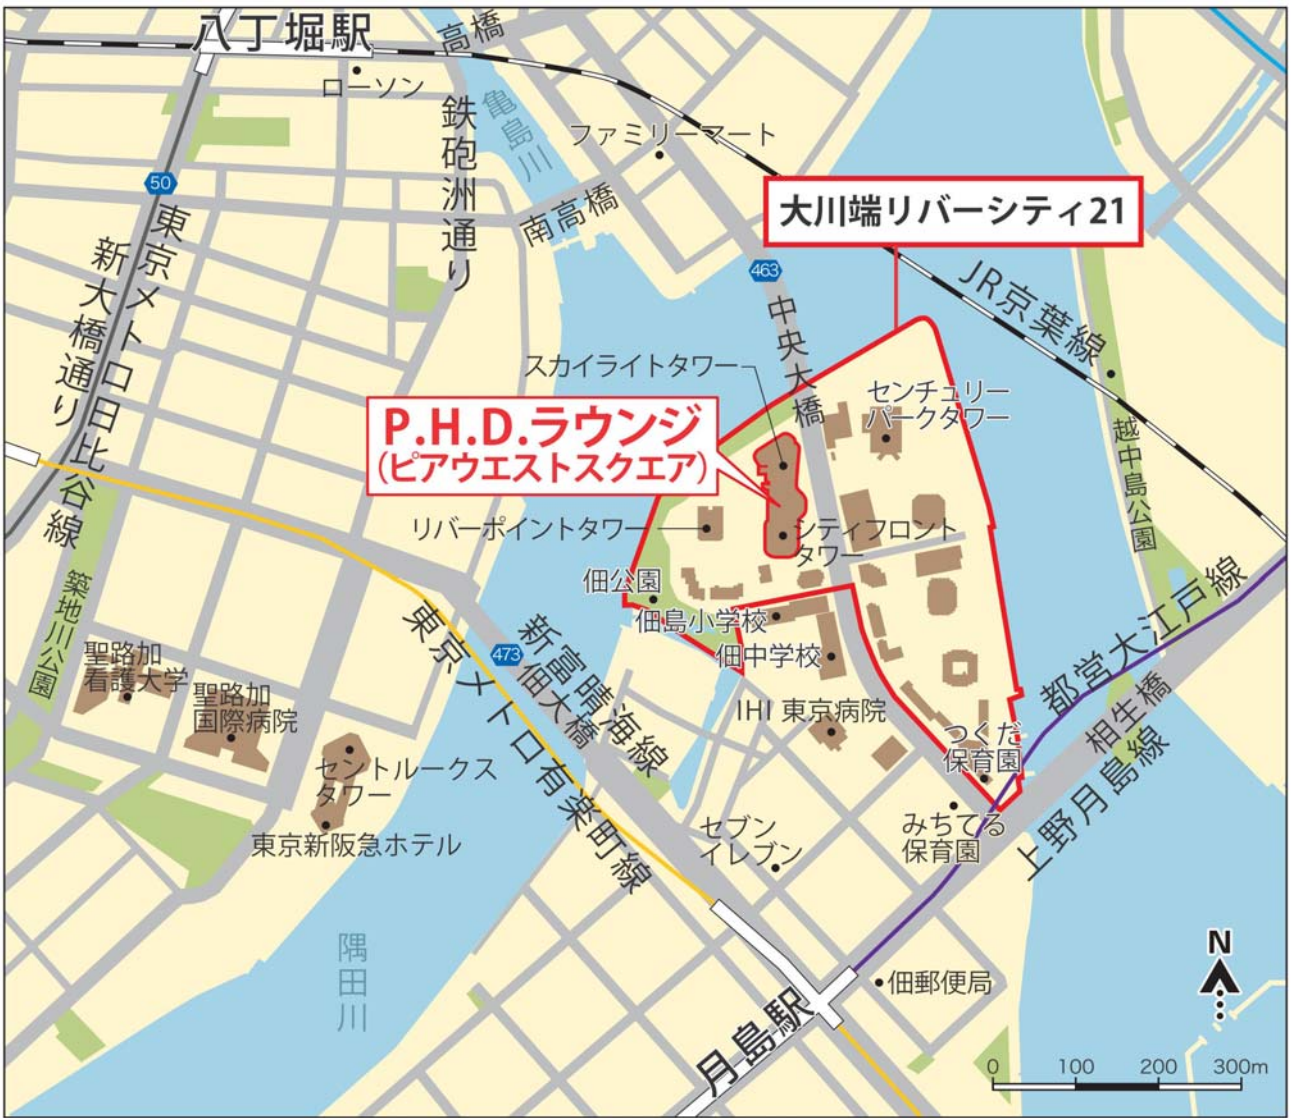 八丁堀駅
高橋
ローソン
亀島川
鉄砲洲通り
ファミリーマート
50
南高橋
大川端リバーシティ21
東京メトロ日比谷線
新大橋通り
463
JR京葉線
中央大橋
スカイライトタワー
センチュリー
パークタワー
P.H.D.ラウンジ
(ピアウエストスクエア)
越中島公園
リバーポイントタワー
シティフロント
タワー
佃公園
築地川公園
佃島小学校
佃中学校
新富晴海線
佃大橋
473
東京メトロ有楽町線
都営大江戸線
聖路加
看護大学
聖路加
国際病院
IHI 東京病院
相生橋
つくだ
保育園
上野月島線
セントルークス
タワー
東京新阪急ホテル
セブン
イレブン
みちてる
保育園
隅田川
佃郵便局
月島駅
N
0 100 200 300m